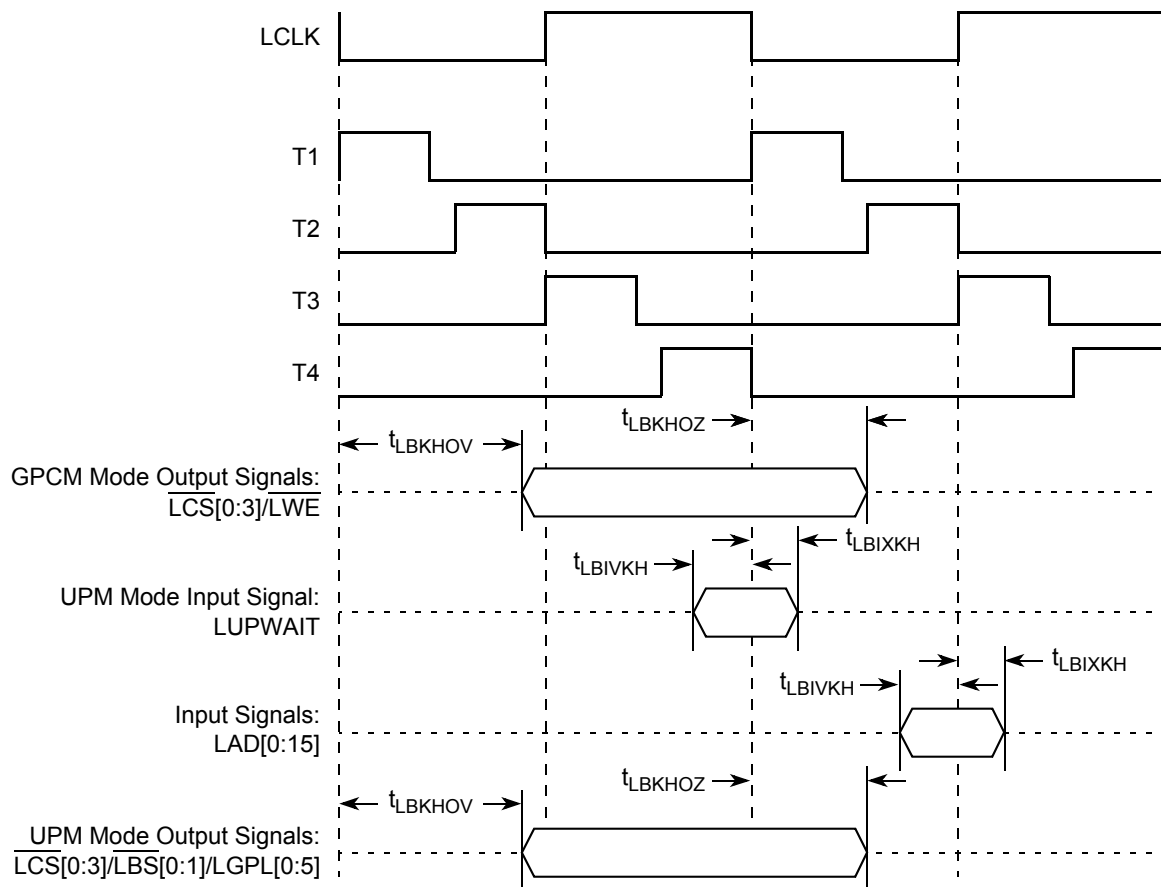 LCLK
T1
T2
T3
T4
tLBKHOZ
tLBKHOV
GPCM Mode Output Signals:
LCS[0:3]/LWE
tLBIXKH
tLBIVKH
UPM Mode Input Signal:
LUPWAIT
tLBIXKH
tLBIVKH
Input Signals:
LAD[0:15]
tLBKHOZ
tLBKHOV
UPM Mode Output Signals:
LCS[0:3]/LBS[0:1]/LGPL[0:5]